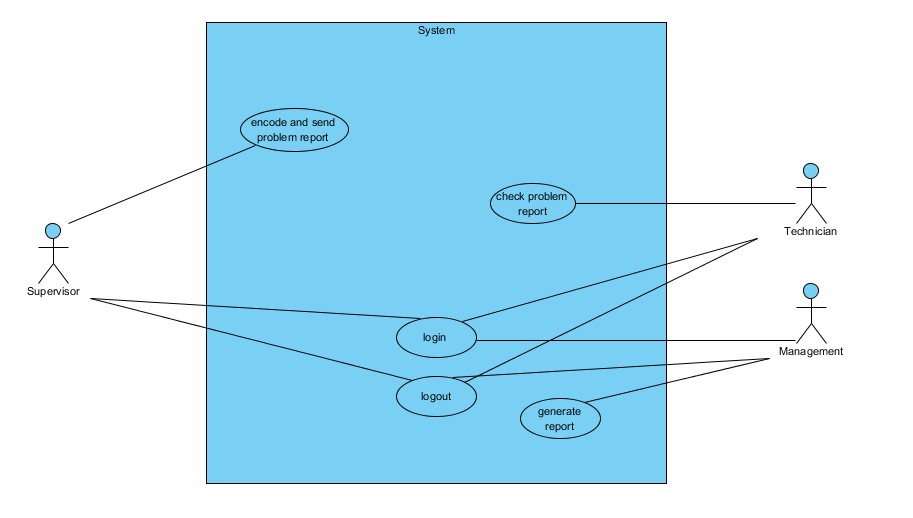 System
encode and send
problem report
check problem
report
Technician
Supervisor
login
Management
logout
generate
report